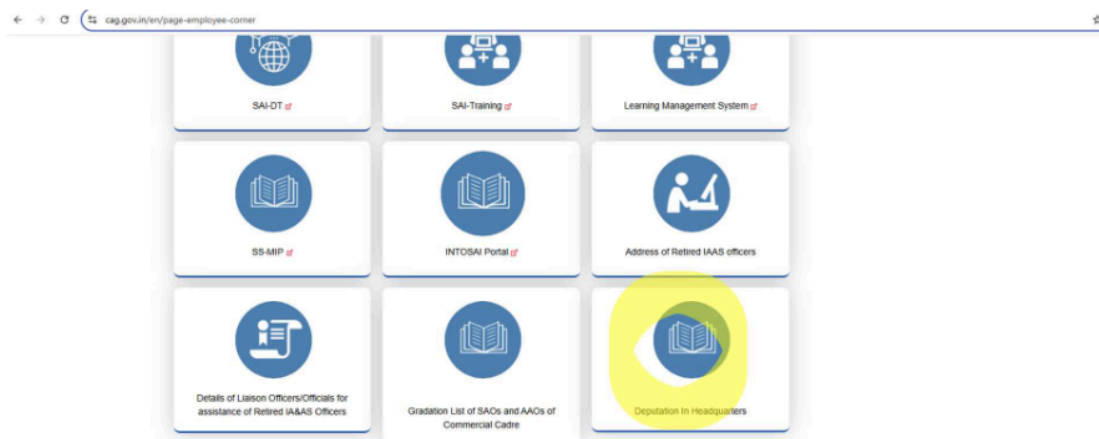 cag.gov.in/en/page-employee-corner
SAI-DT
SAI-Training
Learning Management System
SS-MIP
INTOSAI Portal
Address of Retired IAAS officers
Details of Liaison Officers/Officials for
assistance of Retired IA&AS Officers
Gradation List of SAOs and AAOs of
Commercial Cadre
Deputation In Headquarters